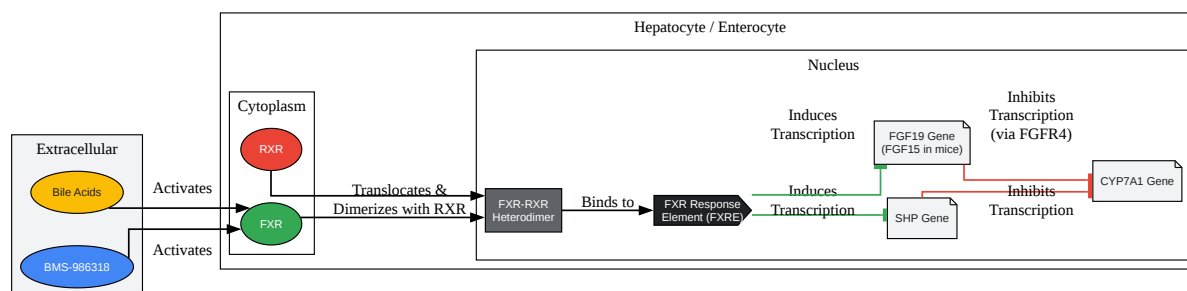 Hepatocyte / Enterocyte
Nucleus
Cytoplasm
Extracellular
RXR
Bile Acids
FXR
BMS-986318
Activates
Activates
Translocates &
Dimerizes with RXR
FXR-RXR
Heterodimer
Binds to
FXR Response
Element (FXRE)
Induces
Transcription
Induces
Transcription
FGF19 Gene
(FGF15 in mice)
SHP Gene
Inhibits
Transcription
(via FGFR4)
Inhibits
Transcription
CYP7A1 Gene